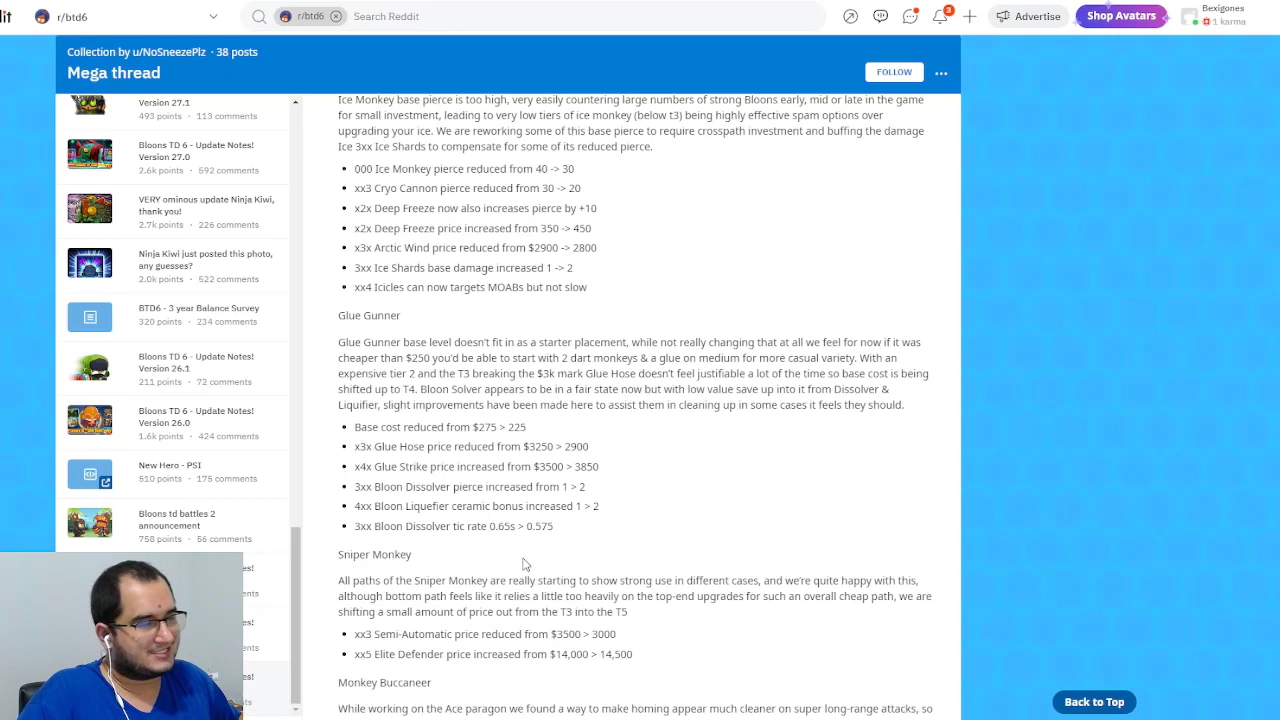 it
r/btd6
r/btd6
Search Reddit
3
Advertise
Shop Avatars
Bexigones
1 karma
Collection by u/NoSneezePlz · 38 posts
Mega thread
FOLLOW
Version 27.1
493 points · 113 comments
Bloons TD 6 - Update Notes!
Version 27.0
2.6k points · 592 comments
VERY ominous update Ninja Kiwi,
thank you!
2.7k points · 226 comments
Ninja Kiwi just posted this photo,
any guesses?
2.0k points · 522 comments
BTD6 - 3 year Balance Survey
320 points · 234 comments
Bloons TD 6 - Update Notes!
Version 26.1
211 points · 72 comments
Bloons TD 6 - Update Notes!
Version 26.0
1.6k points · 424 comments
New Hero - PSI
510 points · 175 comments
Bloons td battles 2
announcement
758 points · 56 comments
es!
nts
es!
ents
es!
ts
Ice Monkey base pierce is too high, very easily countering large numbers of strong Bloons early, mid or late in the game
for small investment, leading to very low tiers of ice monkey (below t3) being highly effective spam options over
upgrading your ice. We are reworking some of this base pierce to require crosspath investment and buffing the damage
Ice 3xx Ice Shards to compensate for some of its reduced pierce.
• 000 Ice Monkey pierce reduced from 40 -> 30
• xx3 Cryo Cannon pierce reduced from 30 -> 20
• x2x Deep Freeze now also increases pierce by +10
• x2x Deep Freeze price increased from 350 -> 450
• x3x Arctic Wind price reduced from $2900 -> 2800
• 3xx Ice Shards base damage increased 1 -> 2
• xx4 Icicles can now targets MOABs but not slow
Glue Gunner
Glue Gunner base level doesn't fit in as a starter placement, while not really changing that at all we feel for now if it was
cheaper than $250 you'd be able to start with 2 dart monkeys & a glue on medium for more casual variety. With an
expensive tier 2 and the T3 breaking the $3k mark Glue Hose doesn't feel justifiable a lot of the time so base cost is being
shifted up to T4. Bloon Solver appears to be in a fair state now but with low value save up into it from Dissolver &
Liquifier, slight improvements have been made here to assist them in cleaning up in some cases it feels they should.
• Base cost reduced from $275 > 225
• x3x Glue Hose price reduced from $3250 > 2900
• x4x Glue Strike price increased from $3500 > 3850
• 3xx Bloon Dissolver pierce increased from 1 > 2
• 4xx Bloon Liquefier ceramic bonus increased 1 > 2
• 3xx Bloon Dissolver tic rate 0.65s > 0.575
Sniper Monkey
All paths of the Sniper Monkey are really starting to show strong use in different cases, and we're quite happy with this,
although bottom path feels like it relies a little too heavily on the top-end upgrades for such an overall cheap path, we are
shifting a small amount of price out from the T3 into the T5
• xx3 Semi-Automatic price reduced from $3500 > 3000
• xx5 Elite Defender price increased from $14,000 > 14,500
Monkey Buccaneer
While working on the Ace paragon we found a way to make homing appear much cleaner on super long-range attacks, so
Back to Top